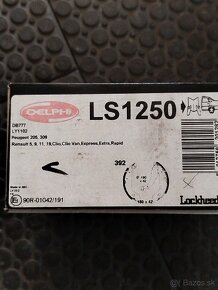 DELPHI
LS1250
DB777
LY1102
Peugeot 205, 309
Renault 5, 9, 11, 19,Clio,Clio Van,Express,Extra,Rapid
392
180 x 42
90R-01042/191
Lockheed
bazos.sk